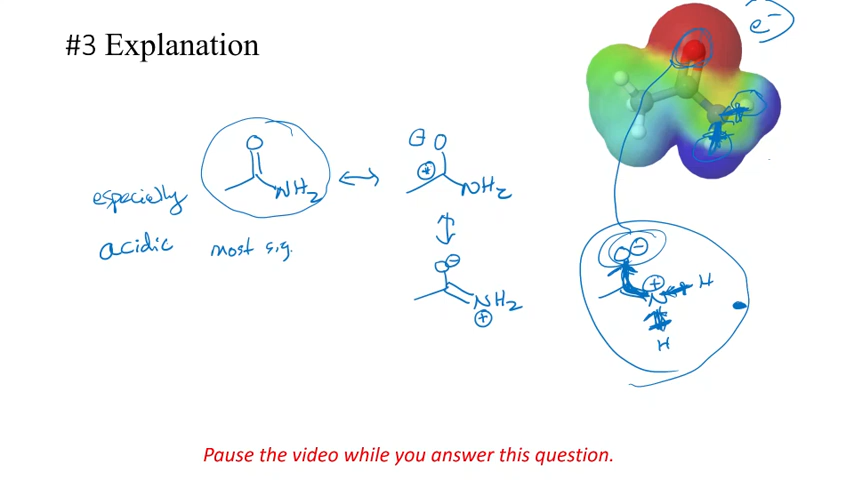 #3 Explanation
e⁻
O
NH₂
especially
acidic
most sig.
⊖ O
NH₂
O⊖
NH₂
⊕
O⊖
⊕
N
H
H
Pause the video while you answer this question.